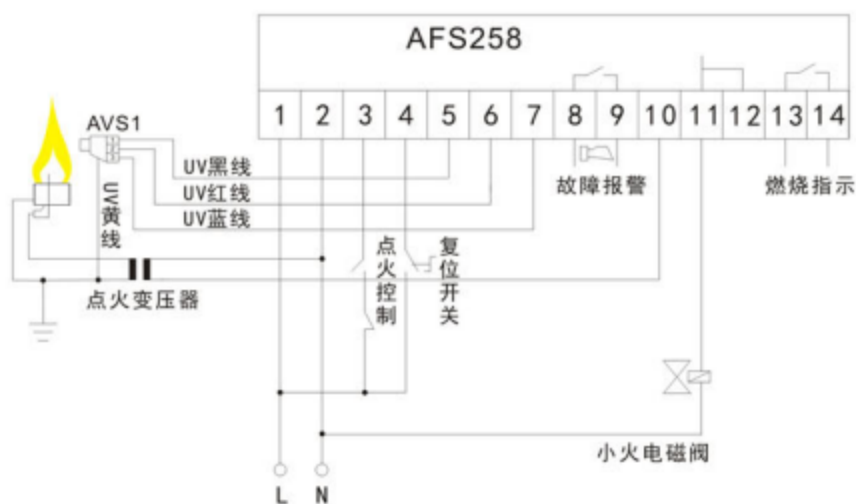 AFS258
1 2 3 4 5 6 7 8 9 10 11 12 13 14
AVS1
UV黑线
UV红线
UV蓝线
UV黄线
故障报警
燃烧指示
点火控制
复位开关
点火变压器
小火电磁阀
L N